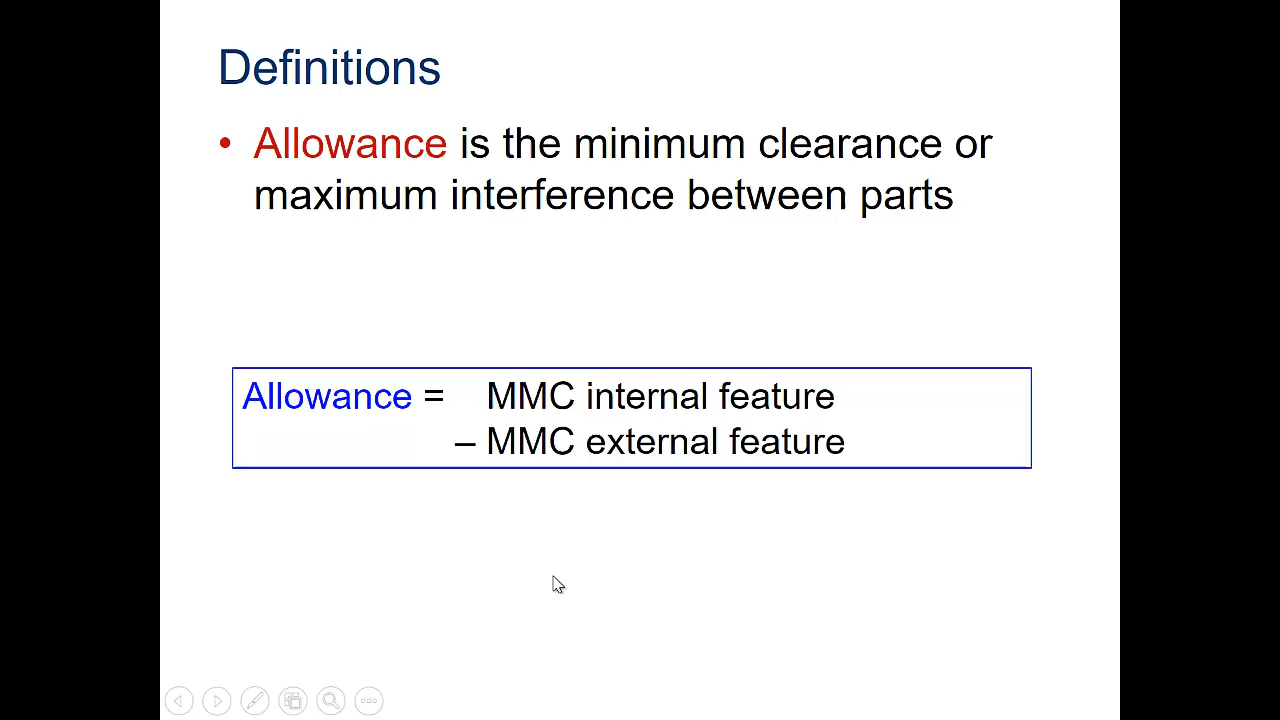 Definitions
• Allowance is the minimum clearance or
maximum interference between parts
Allowance = MMC internal feature
– MMC external feature